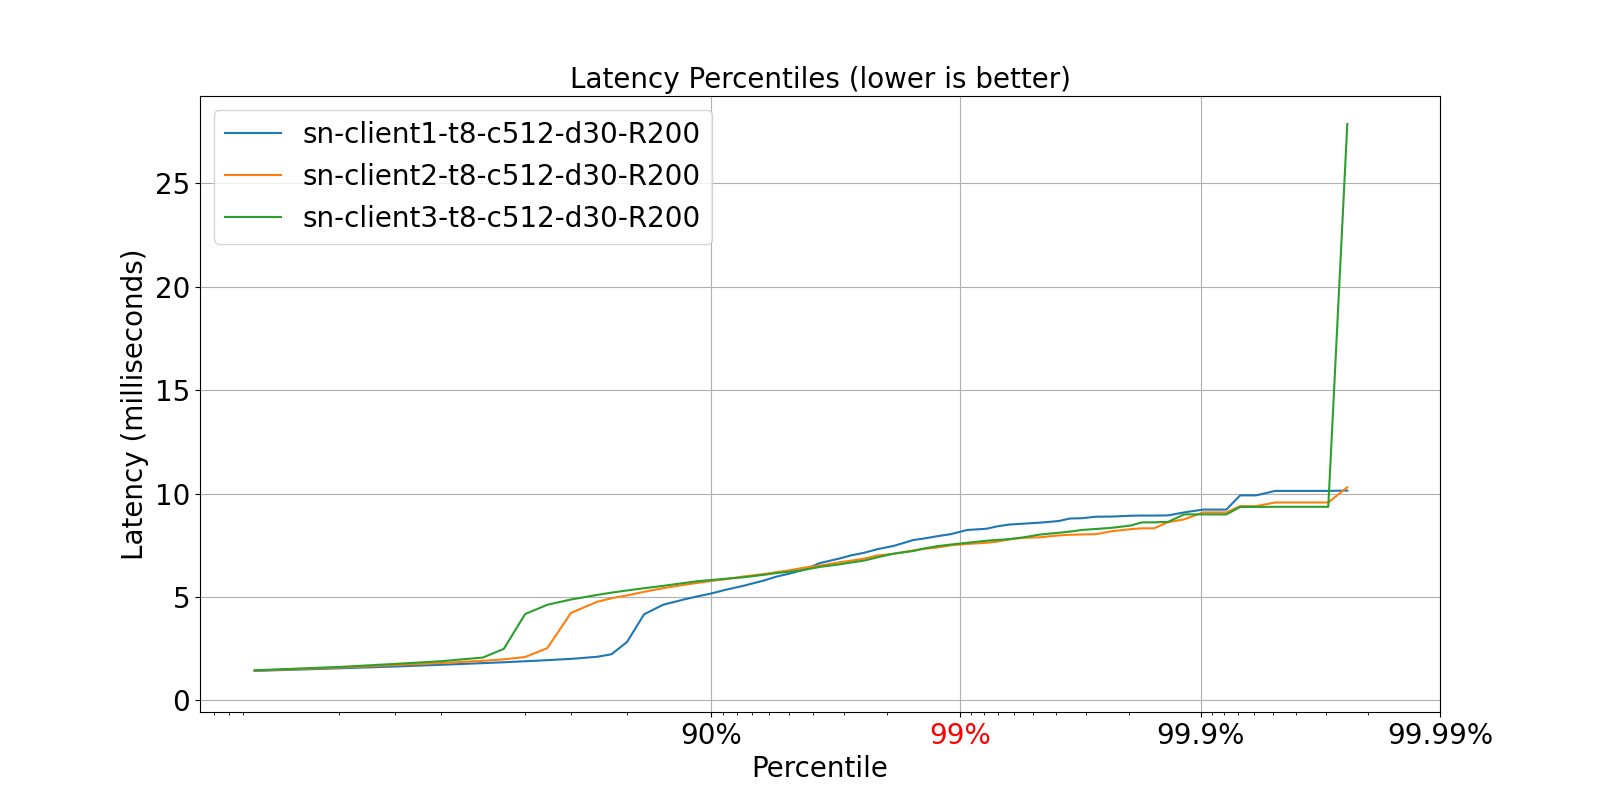 Latency Percentiles (lower is better)
sn-client1-t8-c512-d30-R200
sn-client2-t8-c512-d30-R200
sn-client3-t8-c512-d30-R200
Latency (milliseconds)
25
20
15
10
5
0
90% 99% 99.9% 99.99%
Percentile